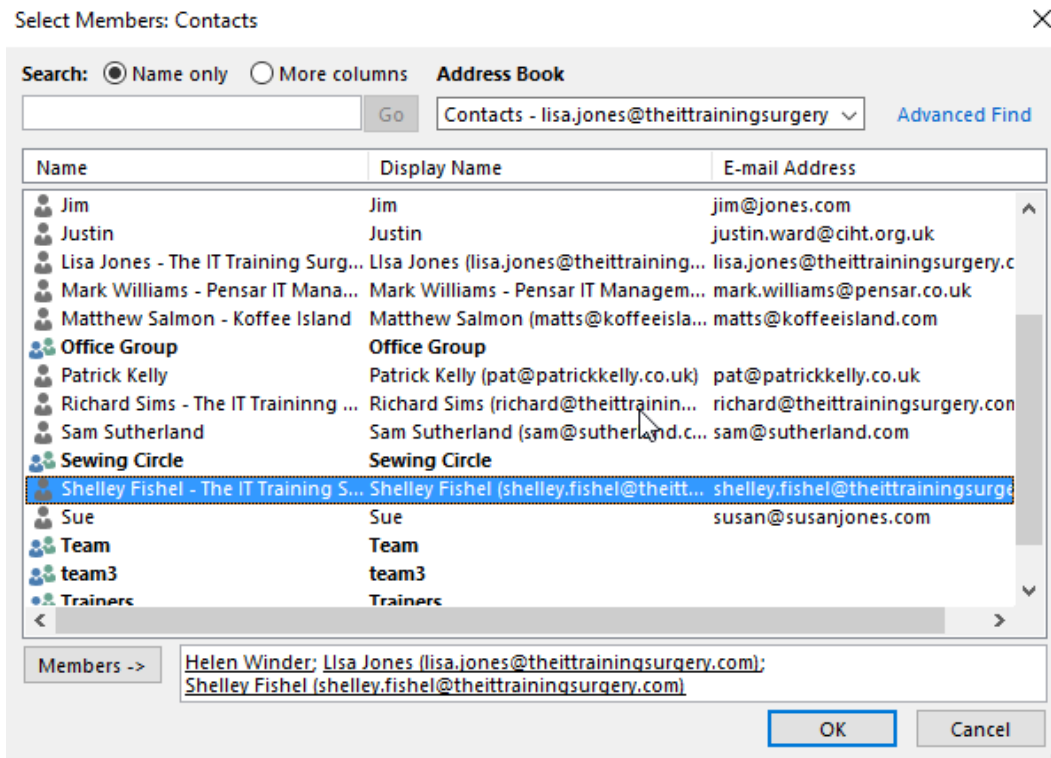 Select Members: Contacts
Search: Name only More columns Address Book
Go Contacts - lisa.jones@theittrainingsurgery Advanced Find
Name Display Name E-mail Address
Jim Jim jim@jones.com
Justin Justin justin.ward@ciht.org.uk
Lisa Jones - The IT Training Surg... LIsa Jones (lisa.jones@theittraining... lisa.jones@theittrainingsurgery.c
Mark Williams - Pensar IT Mana... Mark Williams - Pensar IT Managem... mark.williams@pensar.co.uk
Matthew Salmon - Koffee Island Matthew Salmon (matts@koffeeisla... matts@koffeeisland.com
Office Group Office Group
Patrick Kelly Patrick Kelly (pat@patrickkelly.co.uk) pat@patrickkelly.co.uk
Richard Sims - The IT Traininng ... Richard Sims (richard@theittrainin... richard@theittrainingsurgery.com
Sam Sutherland Sam Sutherland (sam@sutherland.c... sam@sutherland.com
Sewing Circle Sewing Circle
Shelley Fishel - The IT Training S... Shelley Fishel (shelley.fishel@theitt... shelley.fishel@theittrainingsurge
Sue Sue susan@susanjones.com
Team Team
team3 team3
Trainers Trainers
Members -> Helen Winder; LIsa Jones (lisa.jones@theittrainingsurgery.com);
Shelley Fishel (shelley.fishel@theittrainingsurgery.com)
OK Cancel